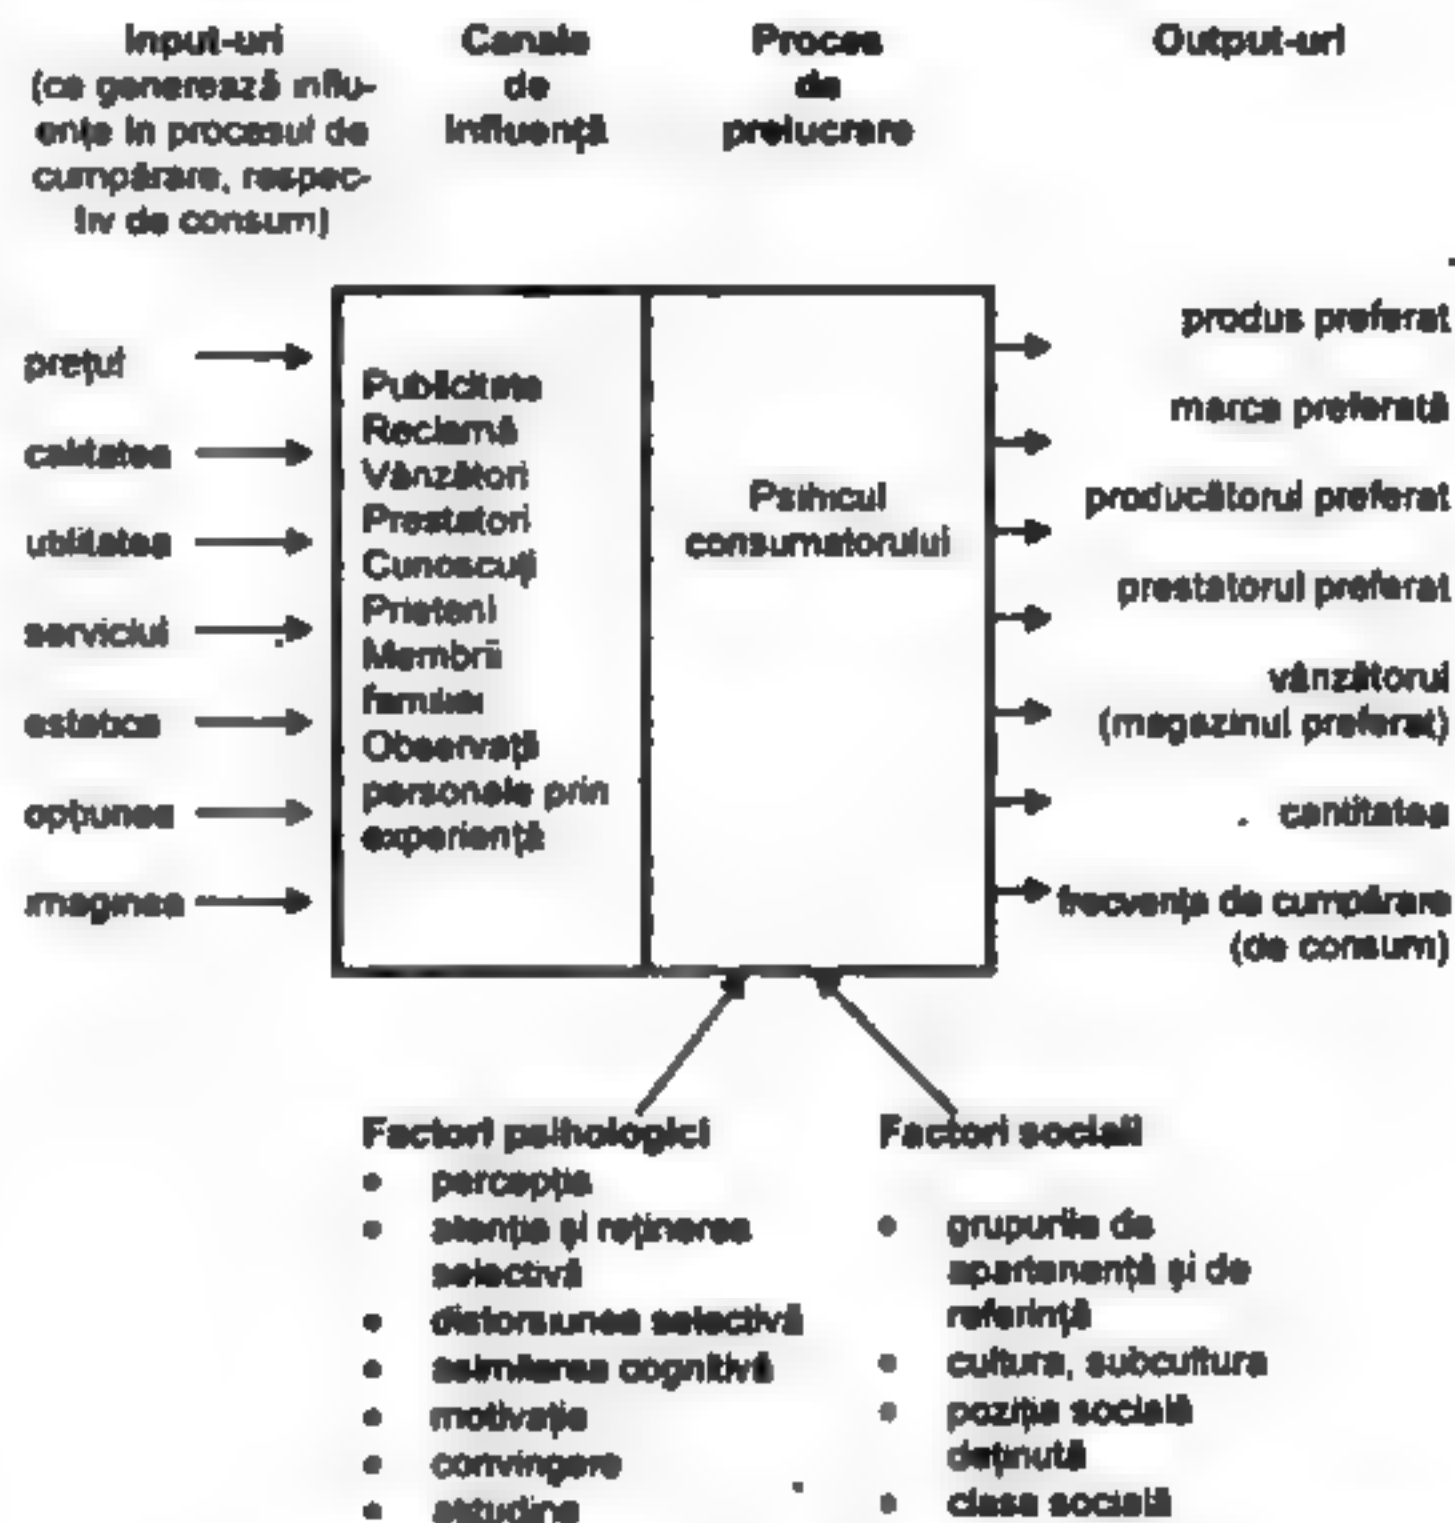 Input-uri
(ce generează influ-
ențe în procesul de
cumpărare, respec-
tiv de consum)
Canale
de
influență
Proces
de
prelucrare
Output-uri
prețul
calitatea
utilitatea
serviciul
estetica
opțiunea
imaginea
Publicitate
Reclamă
Vânzători
Prestatori
Cunoscuți
Prieteni
Membrii
familiei
Observații
personale prin
experiență
Psihicul
consumatorului
produs preferat
marca preferată
producătorul preferat
prestatorul preferat
vânzătorul
(magazinul preferat)
cantitatea
frecvența de cumpărare
(de consum)
Factori psihologici
• percepția
• atenție și reținerea
selectivă
• distorsiunea selectivă
• asimilarea cognitivă
• motivație
• convingere
• atitudine
Factori sociali
• grupurile de
apartenență și de
referință
• cultura, subcultura
• poziția socială
deținută
• clasa socială